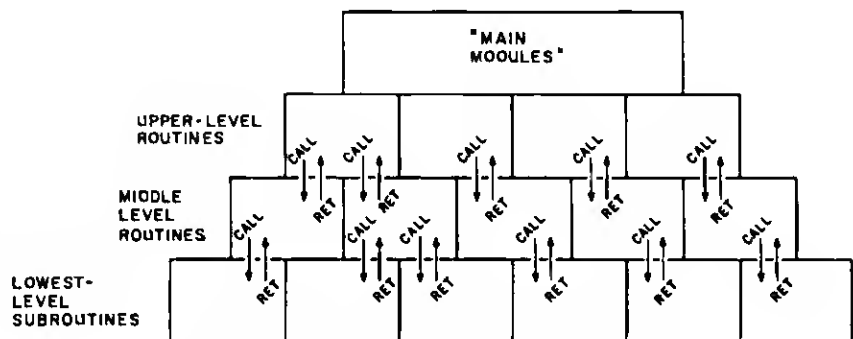 "MAIN
MODULES"
UPPER-LEVEL
ROUTINES
CALL CALL CALL CALL CALL
RET RET RET RET RET
MIDDLE
LEVEL
ROUTINES
CALL CALL CALL CALL CALL CALL
RET RET RET RET RET RET
LOWEST-
LEVEL
SUBROUTINES